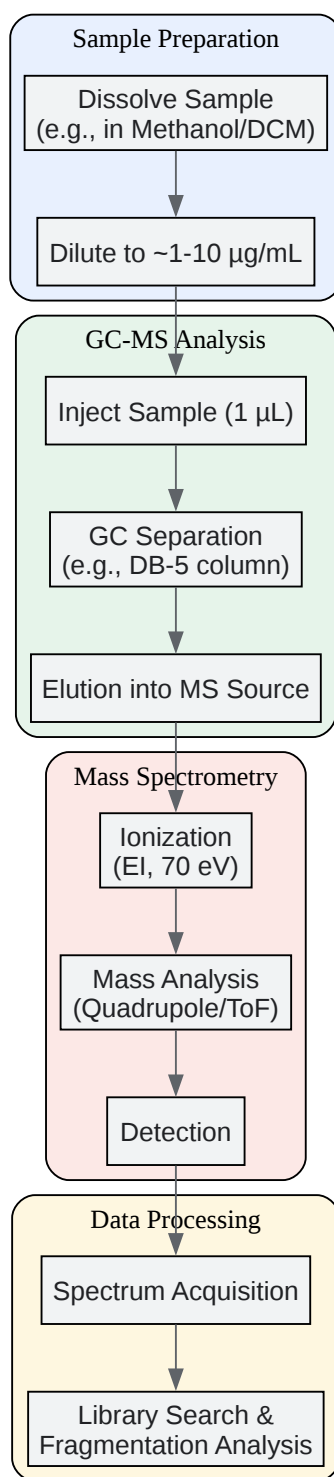 Sample Preparation
Dissolve Sample
(e.g., in Methanol/DCM)
Dilute to ~1-10 µg/mL
GC-MS Analysis
Inject Sample (1 µL)
GC Separation
(e.g., DB-5 column)
Elution into MS Source
Mass Spectrometry
Ionization
(EI, 70 eV)
Mass Analysis
(Quadrupole/ToF)
Detection
Data Processing
Spectrum Acquisition
Library Search &
Fragmentation Analysis